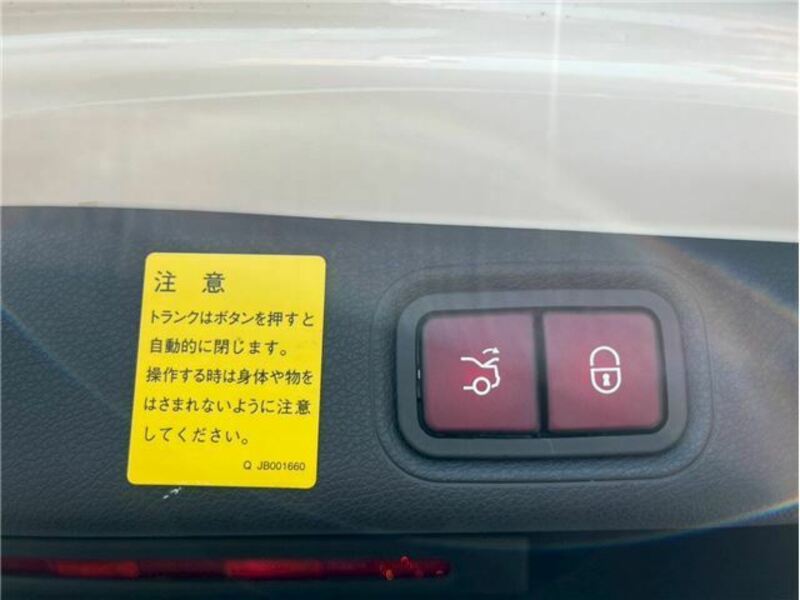 注意
トランクはボタンを押すと
自動的に閉じます。
操作する時は身体や物を
はさまれないように注意
してください。
Q JB001660